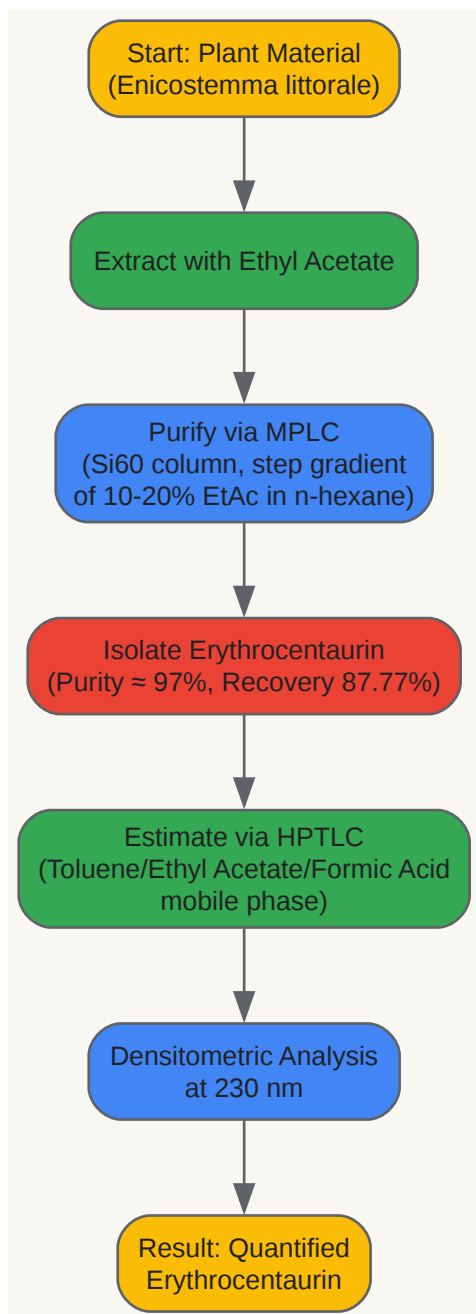 Start: Plant Material
(Enicostemma littorale)
Extract with Ethyl Acetate
Purify via MPLC
(Si60 column, step gradient
of 10-20% EtAc in n-hexane)
Isolate Erythrocentaurin
(Purity ≈ 97%, Recovery 87.77%)
Estimate via HPTLC
(Toluene/Ethyl Acetate/Formic Acid
mobile phase)
Densitometric Analysis
at 230 nm
Result: Quantified
Erythrocentaurin